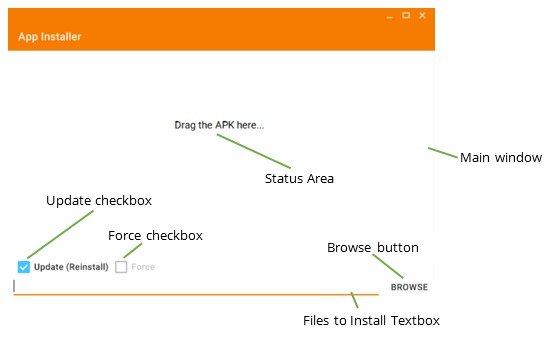 App Installer
Drag the APK here...
Main window
Status Area
Update checkbox
Force checkbox
Browse button
Update (Reinstall)
Force
BROWSE
Files to Install Textbox